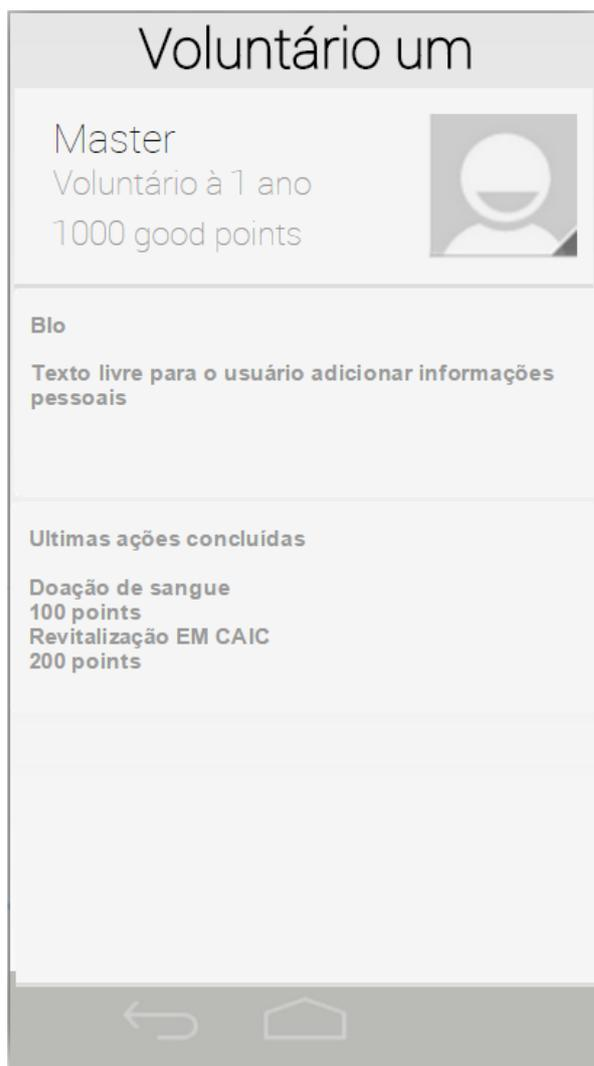 Voluntário um
Master
Voluntário à 1 ano
1000 good points
BIo
Texto livre para o usuário adicionar informações
pessoais
Ultimas ações concluídas
Doação de sangue
100 points
Revitalização EM CAIC
200 points